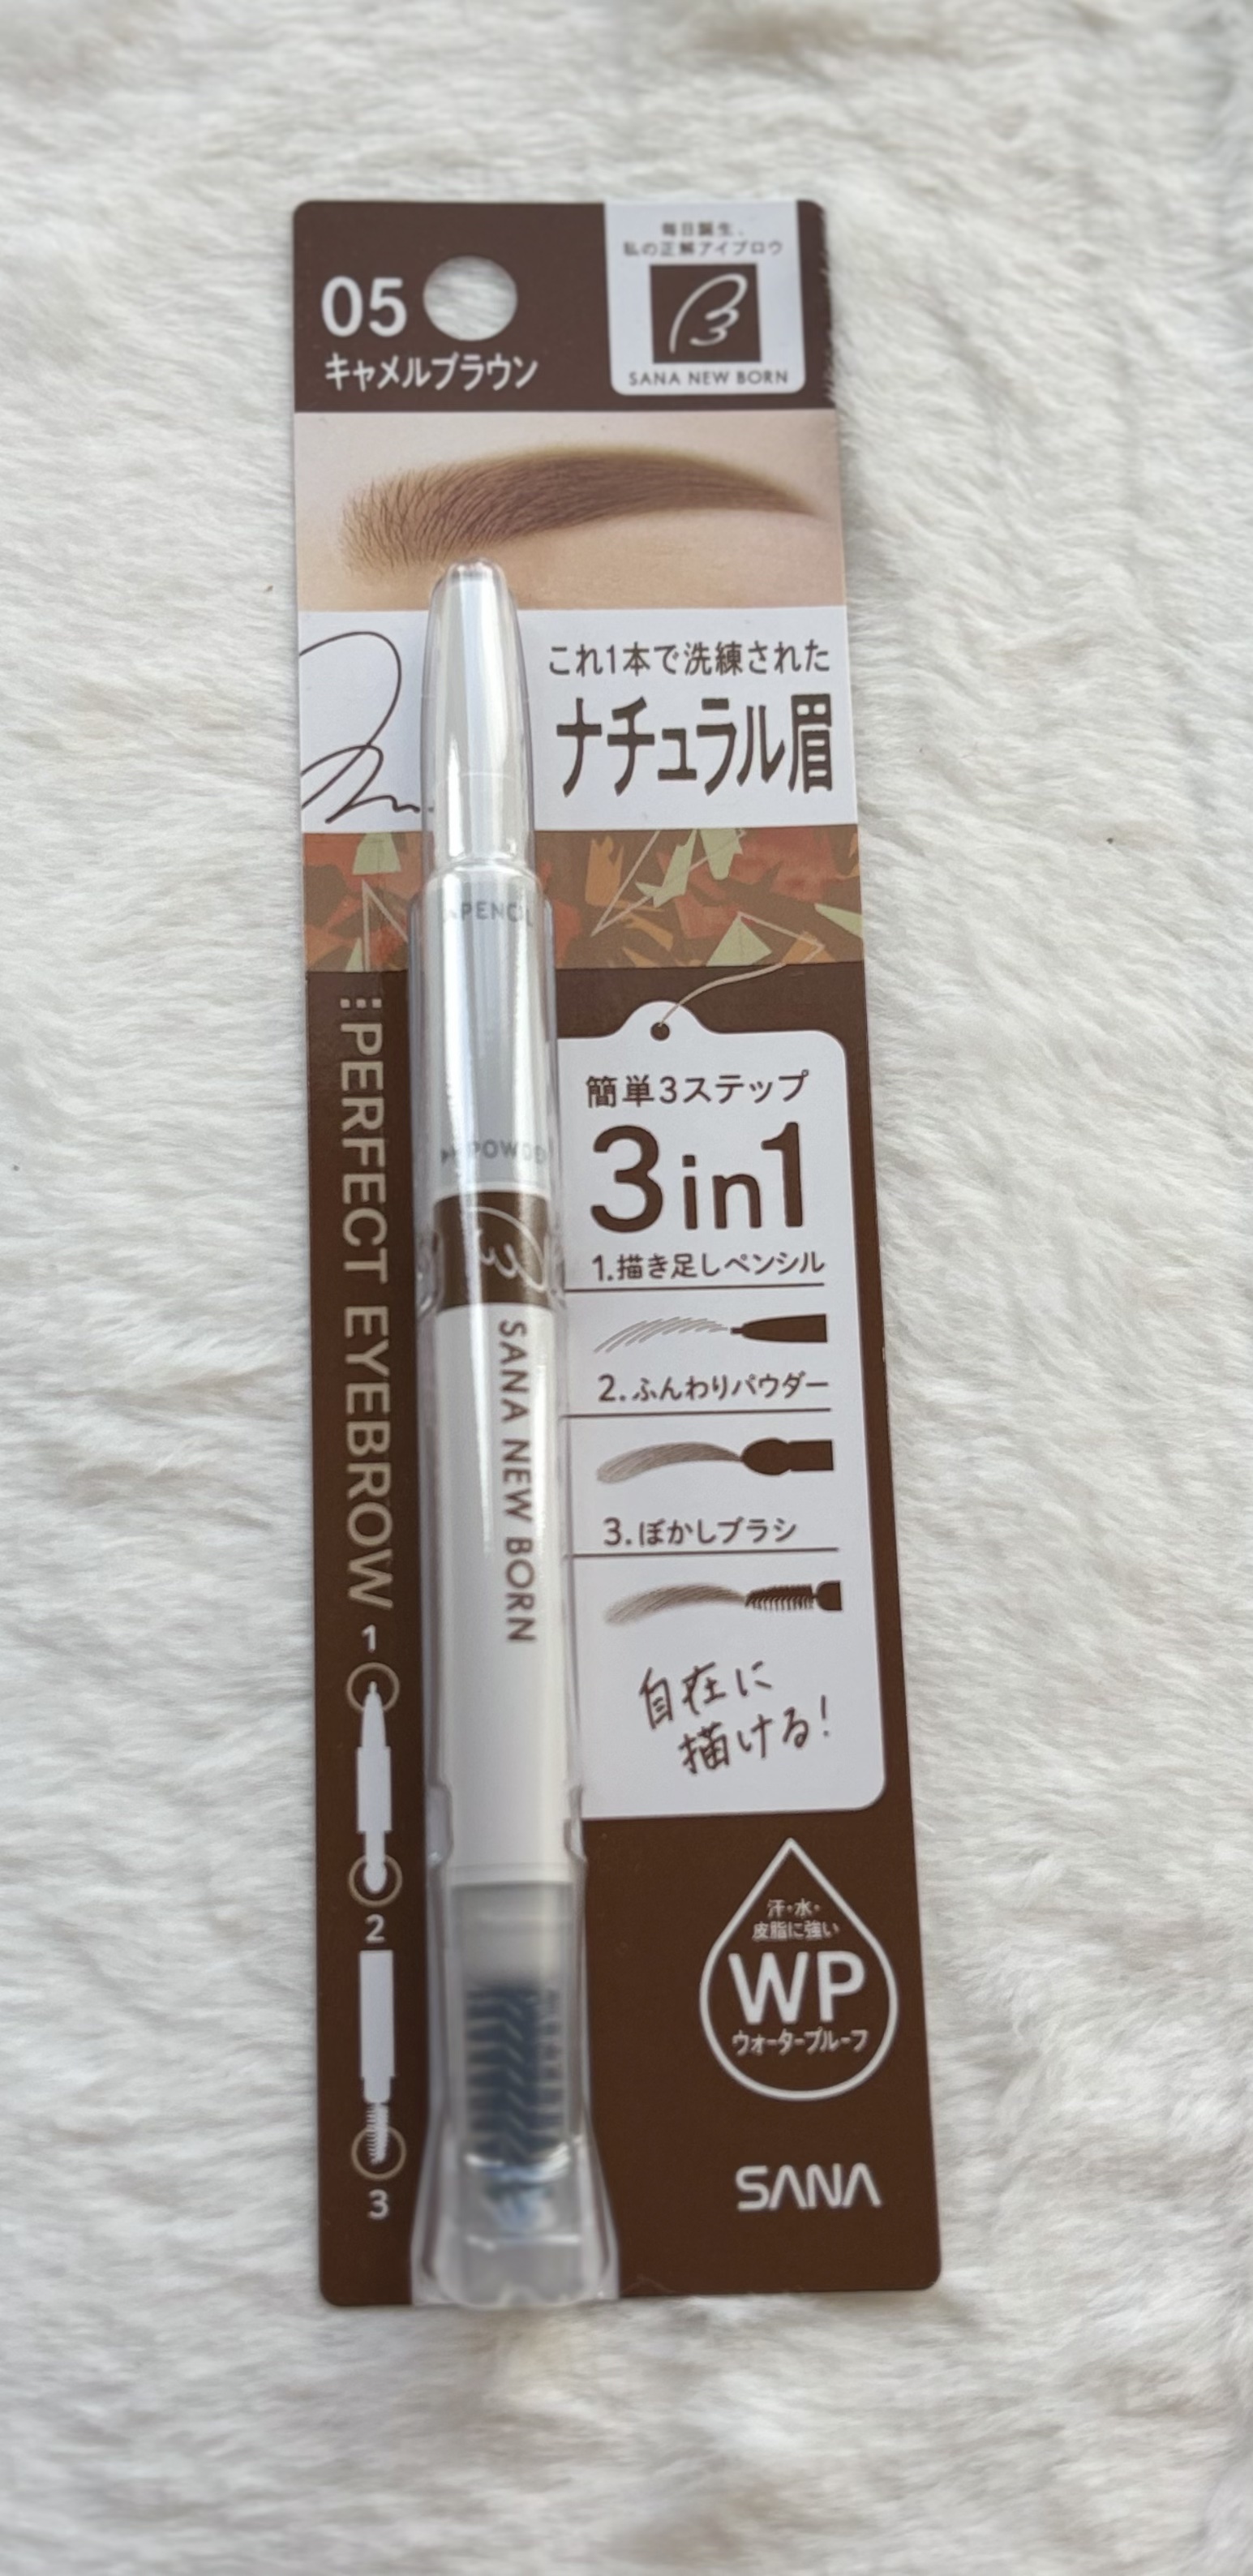 05
キャメルブラウン
毎日誕生、
私の正解アイブロウ
SANA NEW BORN
これ1本で洗練された
ナチュラル眉
PENCIL
POWDER
SANA NEW BORN
PERFECT EYEBROW
1
2
3
簡単3ステップ
3in1
1.描き足しペンシル
2.ふんわりパウダー
3.ぼかしブラシ
自在に
描ける!
汗・水・
皮脂に強い
WP
ウォータープルーフ
SANA